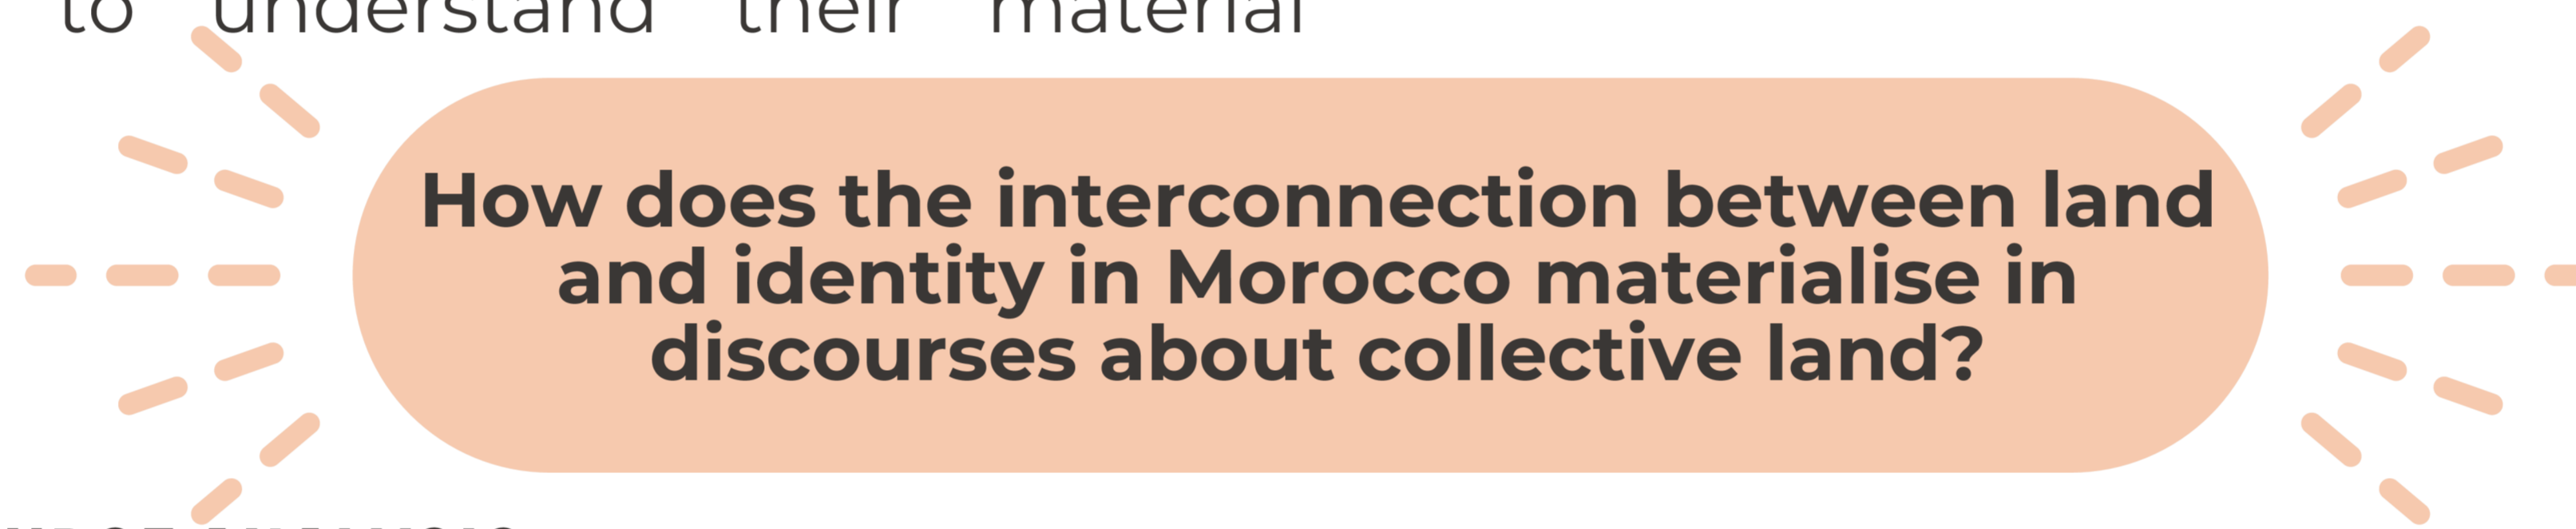 to understand their material
How does the interconnection between land
and identity in Morocco materialise in
discourses about collective land?